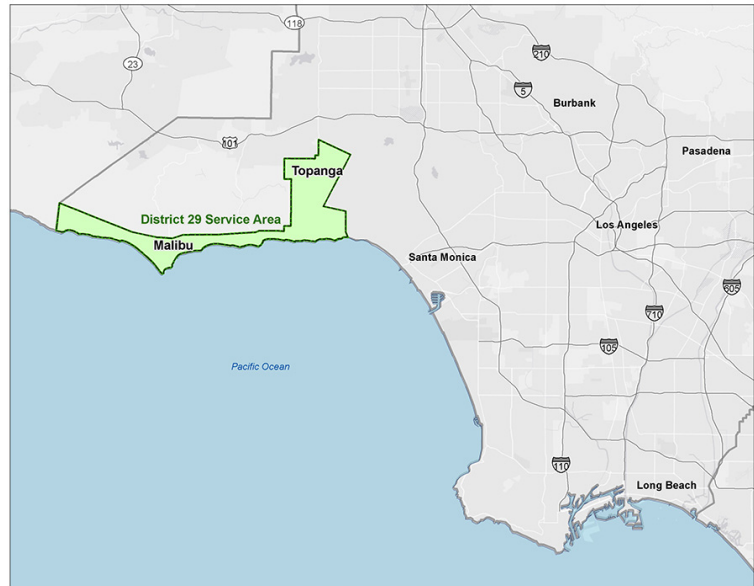 118
210
23
5
Burbank
101
Pasadena
Topanga
District 29 Service Area
Los Angeles
Malibu
Santa Monica
605
710
105
Pacific Ocean
110
Long Beach